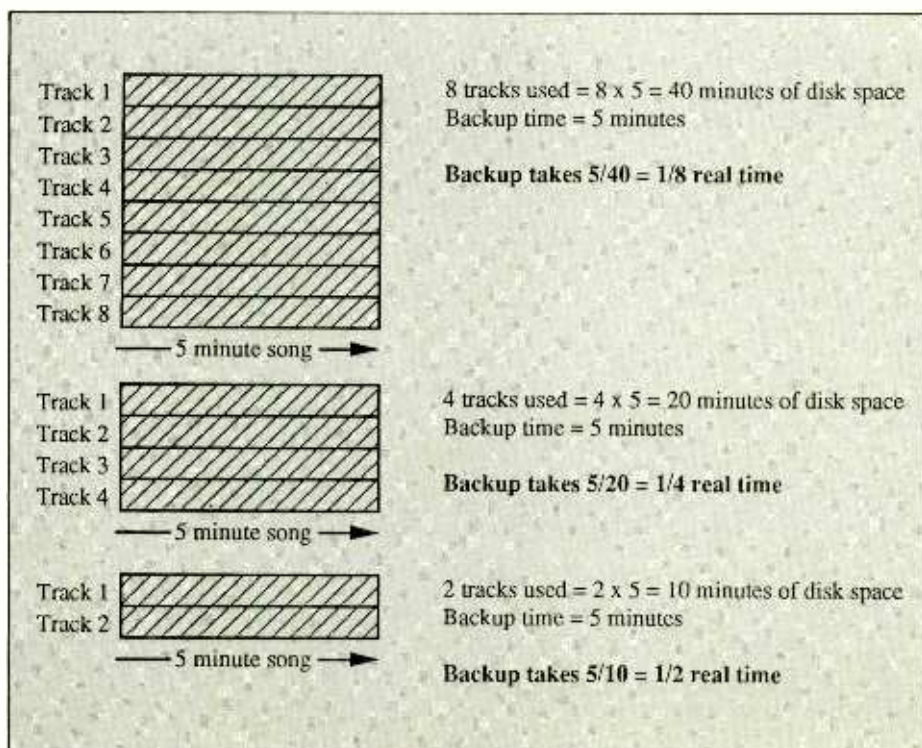 Track 1
Track 2
Track 3
Track 4
Track 5
Track 6
Track 7
Track 8
5 minute song
8 tracks used = 8 x 5 = 40 minutes of disk space
Backup time = 5 minutes
Backup takes 5/40 = 1/8 real time
Track 1
Track 2
Track 3
Track 4
5 minute song
4 tracks used = 4 x 5 = 20 minutes of disk space
Backup time = 5 minutes
Backup takes 5/20 = 1/4 real time
Track 1
Track 2
5 minute song
2 tracks used = 2 x 5 = 10 minutes of disk space
Backup time = 5 minutes
Backup takes 5/10 = 1/2 real time